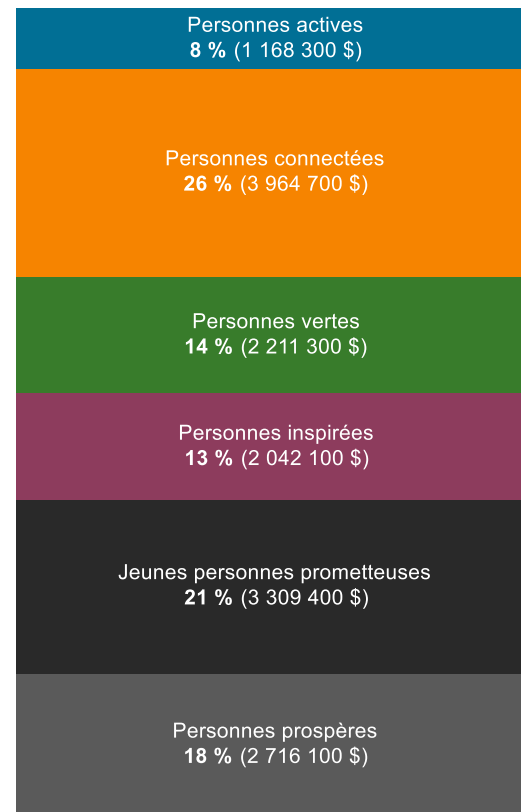 Personnes actives
8 % (1 168 300 $)
Personnes connectées
26 % (3 964 700 $)
Personnes vertes
14 % (2 211 300 $)
Personnes inspirées
13 % (2 042 100 $)
Jeunes personnes prometteuses
21 % (3 309 400 $)
Personnes prospères
18 % (2 716 100 $)